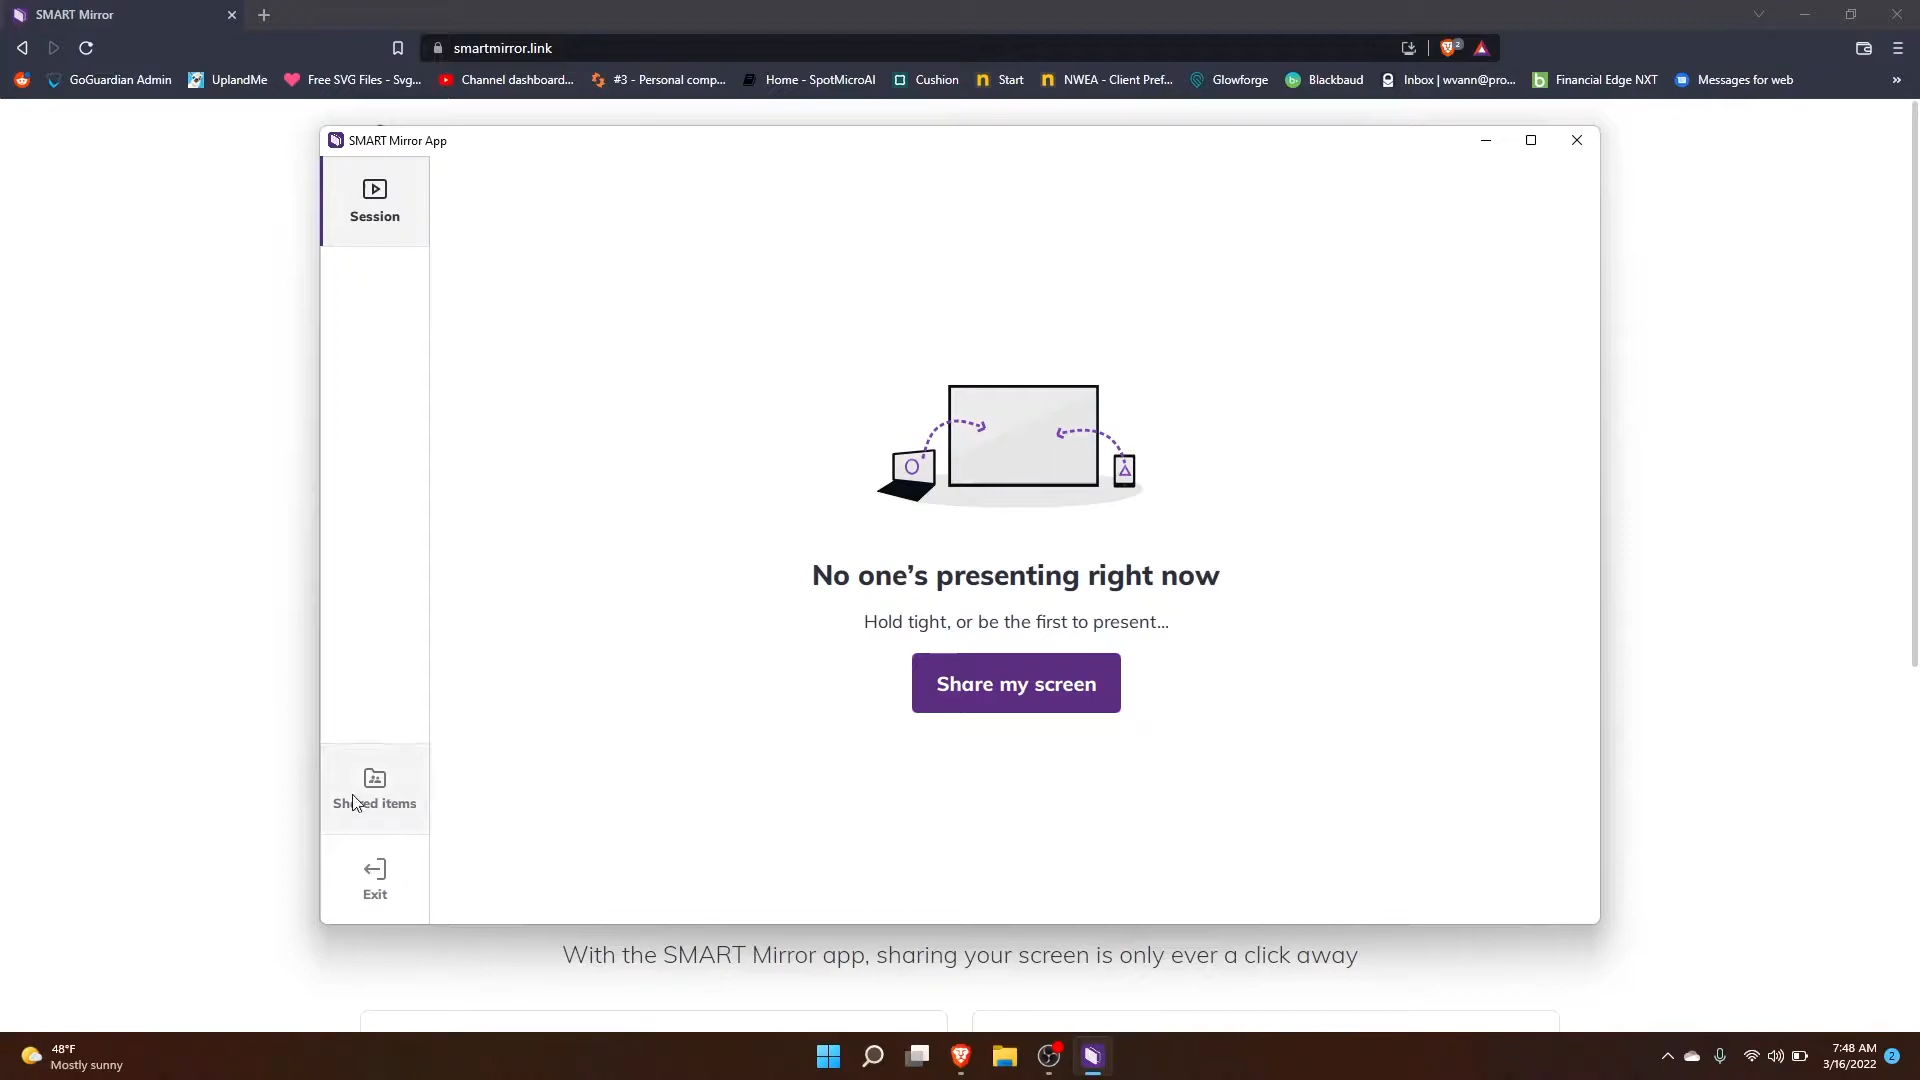 SMART Mirror
smartmirror.link
2
GoGuardian Admin
UplandMe
Free SVG Files - Svg...
Channel dashboard...
#3 - Personal comp...
Home - SpotMicroAI
Cushion
Start
NWEA - Client Pref...
Glowforge
Blackbaud
Inbox | wvann@pro...
Financial Edge NXT
Messages for web
»
SMART Mirror App
Session
No one’s presenting right now
Hold tight, or be the first to present...
Share my screen
Shared items
Exit
With the SMART Mirror app, sharing your screen is only ever a click away
48°F
Mostly sunny
7:48 AM
3/16/2022
2